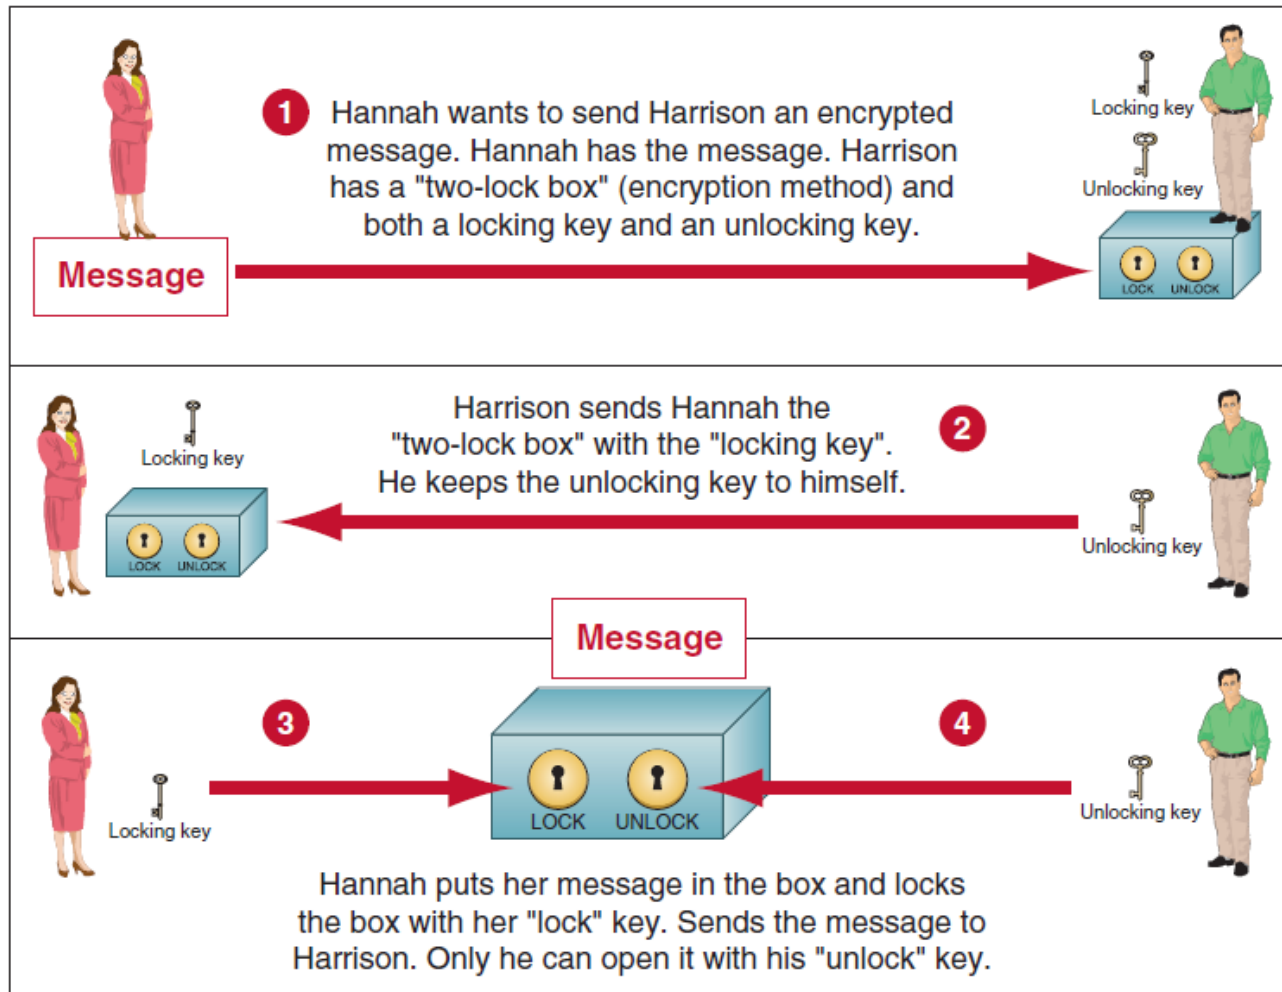 1
Hannah wants to send Harrison an encrypted
message. Hannah has the message. Harrison
has a "two-lock box" (encryption method) and
both a locking key and an unlocking key.
Message
Locking key
Unlocking key
LOCK UNLOCK
Locking key
LOCK UNLOCK
Harrison sends Hannah the
"two-lock box" with the "locking key".
He keeps the unlocking key to himself.
2
Unlocking key
Message
3
Locking key
LOCK UNLOCK
4
Unlocking key
Hannah puts her message in the box and locks
the box with her "lock" key. Sends the message to
Harrison. Only he can open it with his "unlock" key.